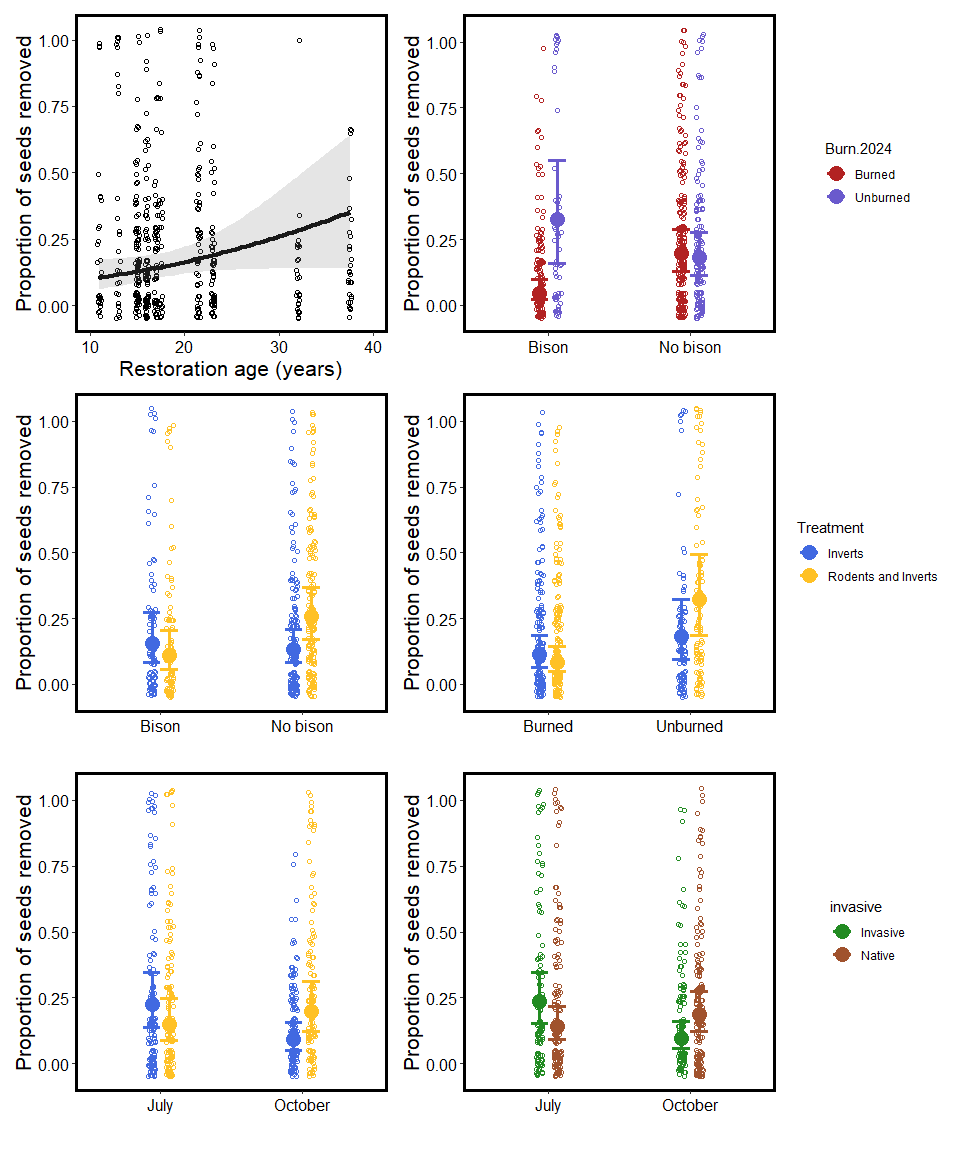 Proportion of seeds removed
1.00
0.75
0.50
0.25
0.00
10 20 30 40
Restoration age (years)
Proportion of seeds removed
1.00
0.75
0.50
0.25
0.00
Bison No bison
Burn.2024
Burned
Unburned
Proportion of seeds removed
1.00
0.75
0.50
0.25
0.00
Bison No bison
Proportion of seeds removed
1.00
0.75
0.50
0.25
0.00
Burned Unburned
Treatment
Inverts
Rodents and Inverts
Proportion of seeds removed
1.00
0.75
0.50
0.25
0.00
July October
Proportion of seeds removed
1.00
0.75
0.50
0.25
0.00
July October
invasive
Invasive
Native